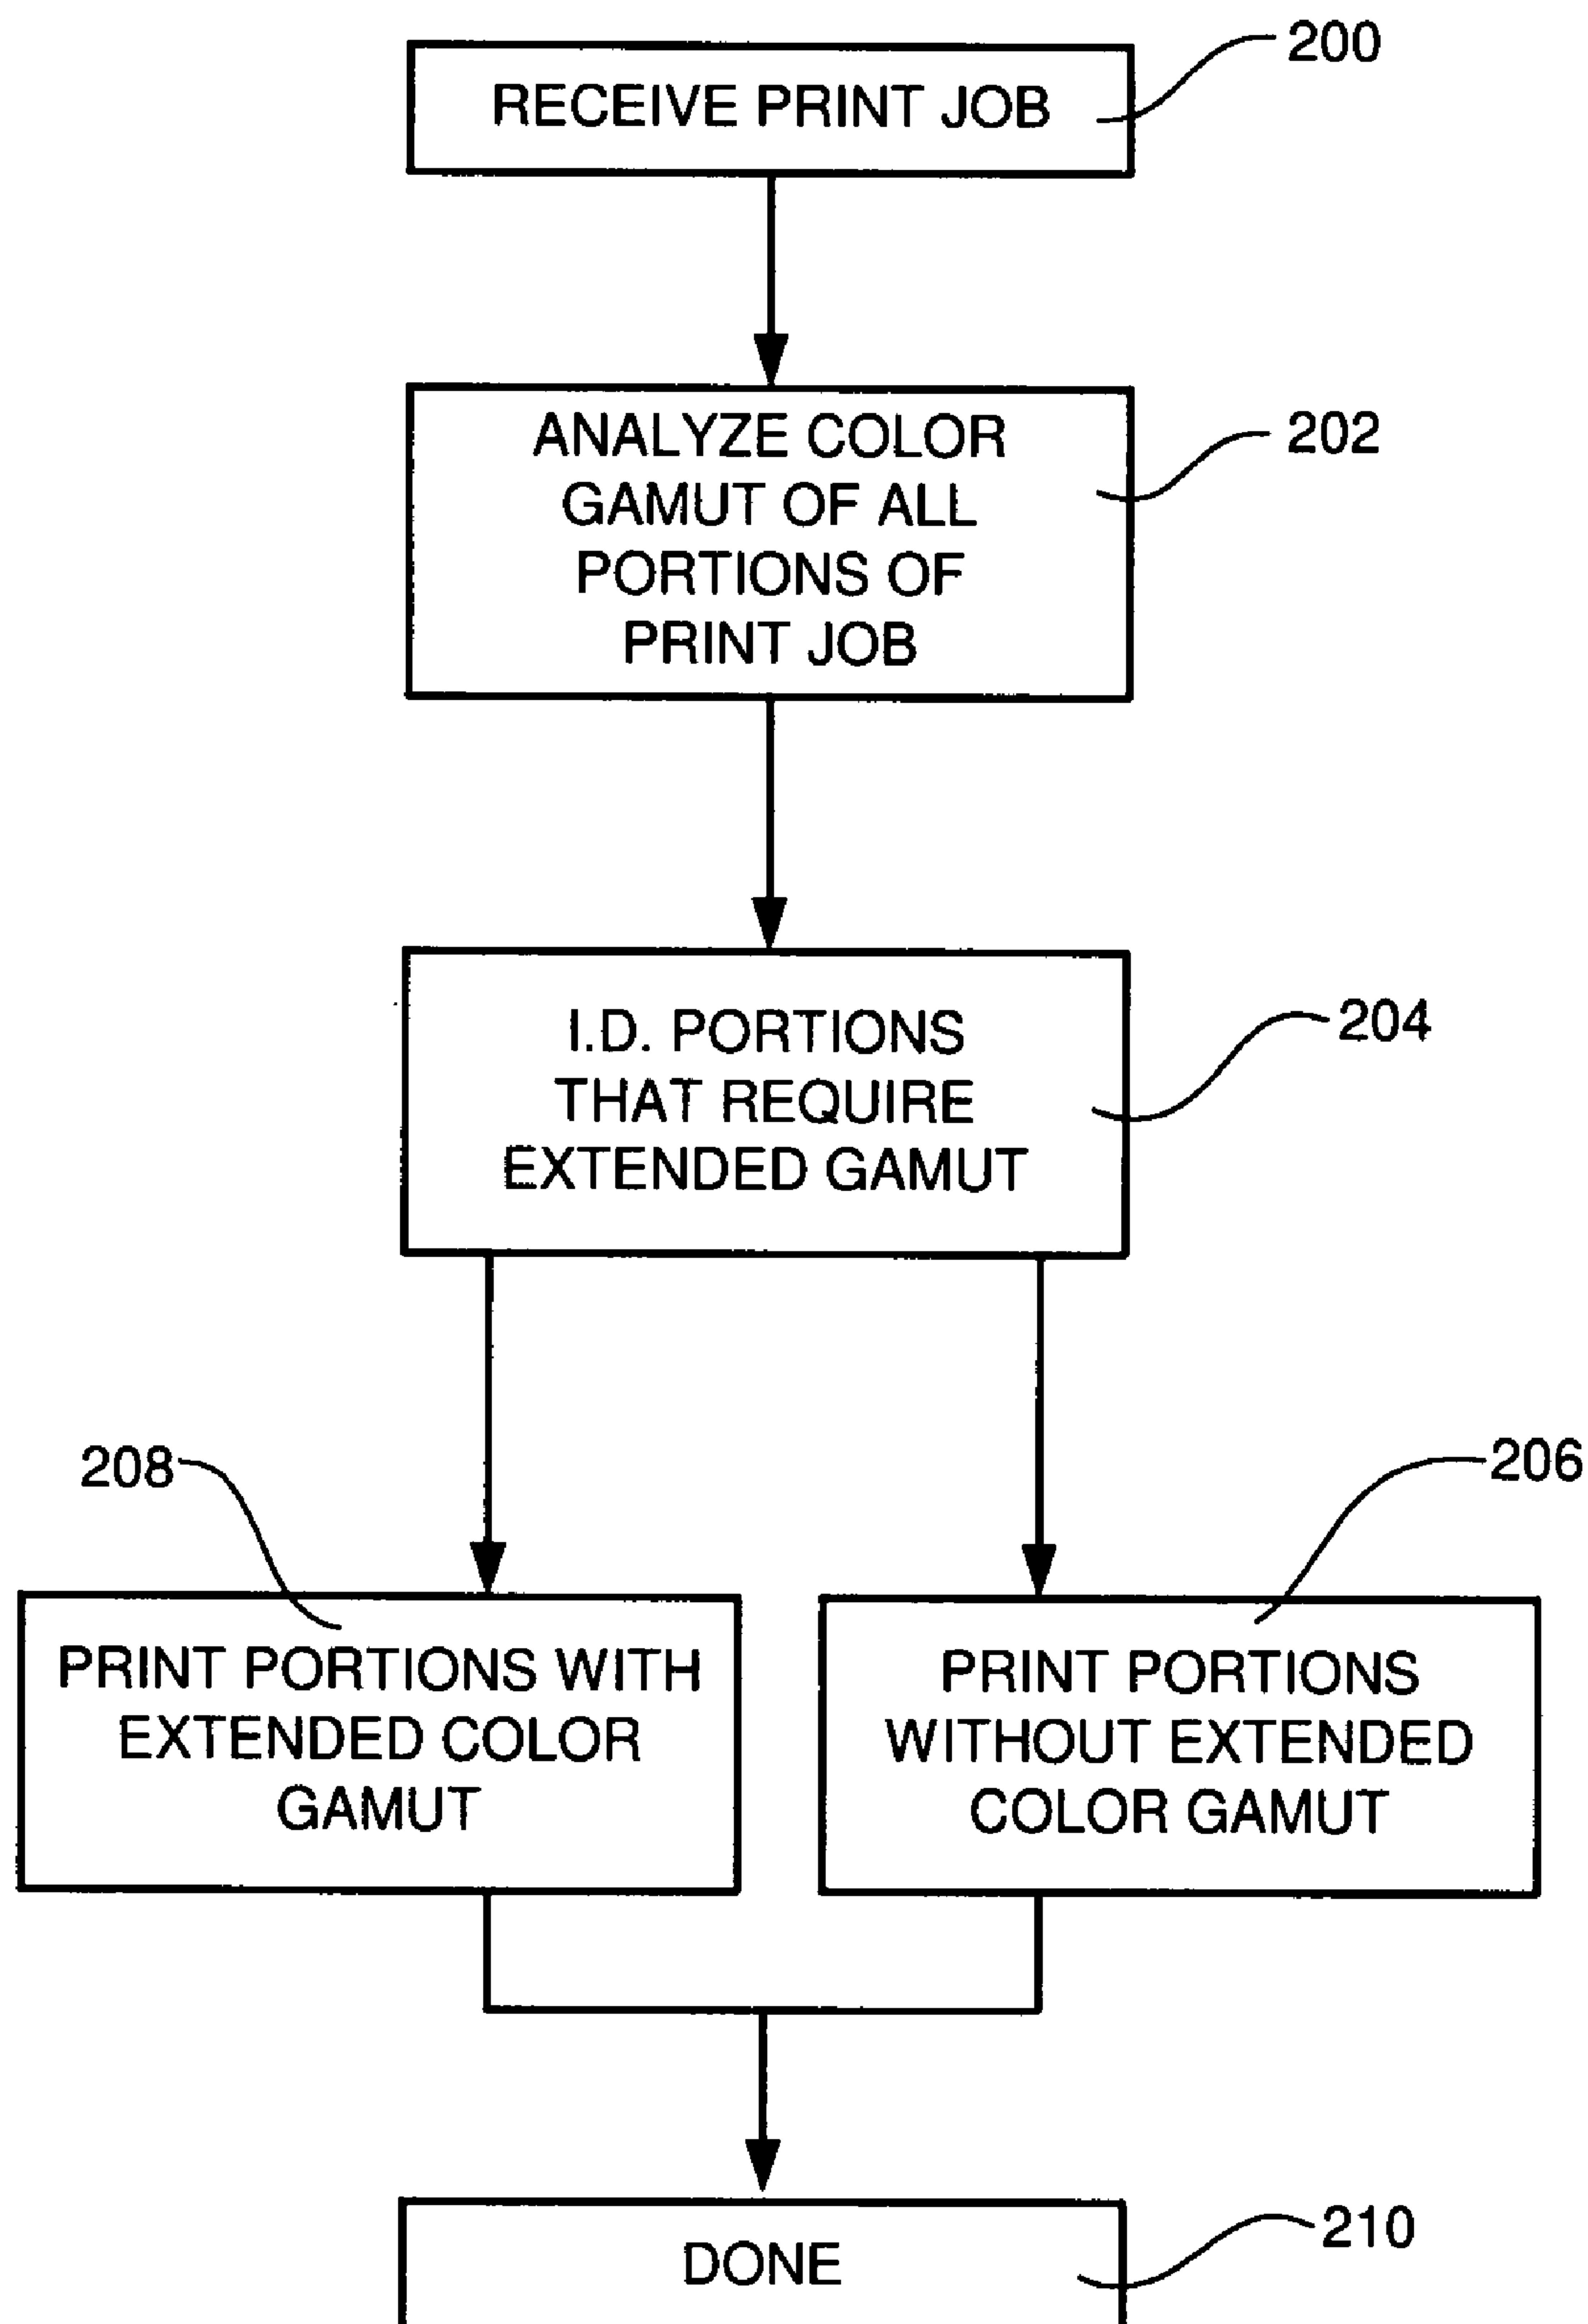 RECEIVE PRINT JOB
200
ANALYZE COLOR
GAMUT OF ALL
PORTIONS OF
PRINT JOB
202
I.D. PORTIONS
THAT REQUIRE
EXTENDED GAMUT
204
208
PRINT PORTIONS WITH
EXTENDED COLOR
GAMUT
206
PRINT PORTIONS
WITHOUT EXTENDED
COLOR GAMUT
DONE
210